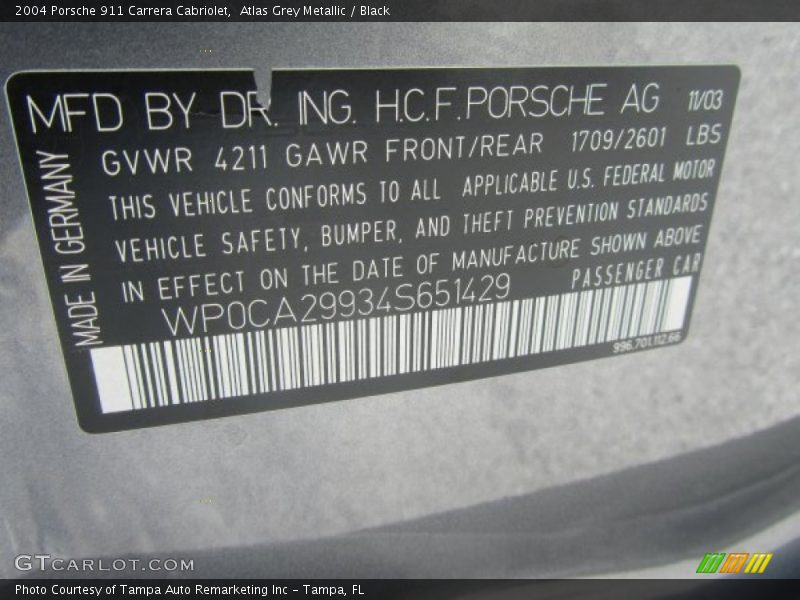 2004 Porsche 911 Carrera Cabriolet, Atlas Grey Metallic / Black
MFD BY DR. ING. H.C.F. PORSCHE AG 11/03
GVWR 4211 GAWR FRONT/REAR 1709/2601 LBS
THIS VEHICLE CONFORMS TO ALL APPLICABLE U.S. FEDERAL MOTOR
VEHICLE SAFETY, BUMPER, AND THEFT PREVENTION STANDARDS
IN EFFECT ON THE DATE OF MANUFACTURE SHOWN ABOVE
WP0CA29934S651429 PASSENGER CAR
MADE IN GERMANY
996.701.112.66
GTCARLOT.COM
Photo Courtesy of Tampa Auto Remarketing Inc - Tampa, FL